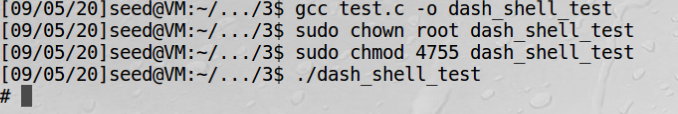 [09/05/20]seed@VM:~/.../3$ gcc test.c -o dash_shell_test
[09/05/20]seed@VM:~/.../3$ sudo chown root dash_shell_test
[09/05/20]seed@VM:~/.../3$ sudo chmod 4755 dash_shell_test
[09/05/20]seed@VM:~/.../3$ ./dash_shell_test
#